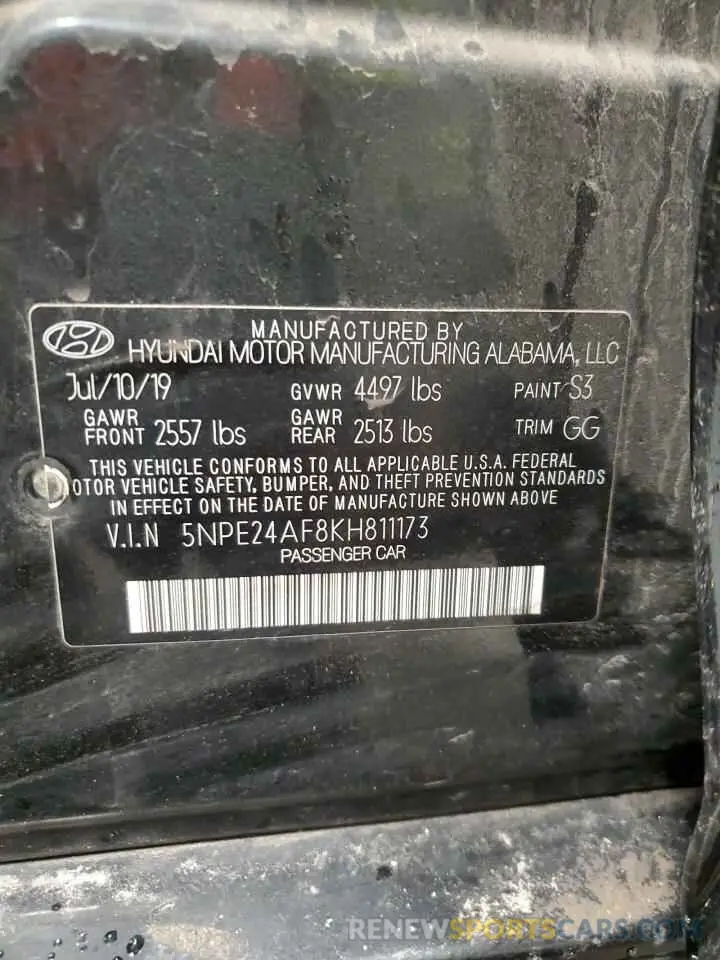 MANUFACTURED BY
HYUNDAI MOTOR MANUFACTURING ALABAMA, LLC
Jul/10/19 GVWR 4497 lbs PAINT S3
GAWR FRONT 2557 lbs GAWR REAR 2513 lbs TRIM GG
THIS VEHICLE CONFORMS TO ALL APPLICABLE U.S.A. FEDERAL
OTOR VEHICLE SAFETY, BUMPER, AND THEFT PREVENTION STANDARDS
IN EFFECT ON THE DATE OF MANUFACTURE SHOWN ABOVE
V.I.N 5NPE24AF8KH811173
PASSENGER CAR
RENEWSPORTSCARS.COM